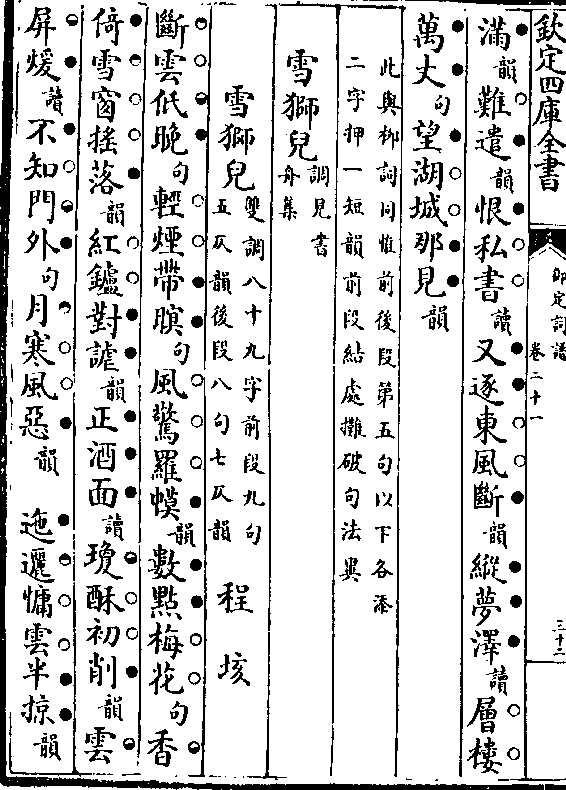 欽定四庫全書
御定詞譜
卷二十一
三十二
滿韻難遣韻恨私書讀又逐東風斷韻縱夢澤讀層樓
萬丈句望湖城那見韻
此與柳詞同惟前後段第五句以下各添
二字押一短韻前段結處攤破句法異
雪獅兒調見書舟集
雪獅兒雙調八十九字前段九句五仄韻後段八句七仄韻 程垓
斷雲低晚句輕煙帶暝句風驚羅幙韻數點梅花句香
倚雪窗搖落韻紅鑪對謔韻正酒面讀瓊酥初削韻雲
屏煖讀不知門外句月寒風惡韻 迤邐慵雲半掠韻